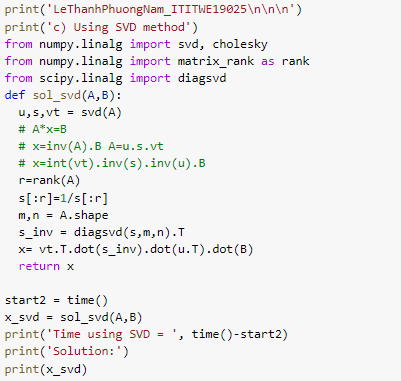 print('LeThanhPhuongNam_ITITWE19025\n\n\n')
print('c) Using SVD method')
from numpy.linalg import svd, cholesky
from numpy.linalg import matrix_rank as rank
from scipy.linalg import diagsvd
def sol_svd(A,B):
  u,s,vt = svd(A)
  # A*x=B
  # x=inv(A).B A=u.s.vt
  # x=int(vt).inv(s).inv(u).B
  r=rank(A)
  s[:r]=1/s[:r]
  m,n = A.shape
  s_inv = diagsvd(s,m,n).T
  x= vt.T.dot(s_inv).dot(u.T).dot(B)
  return x

start2 = time()
x_svd = sol_svd(A,B)
print('Time using SVD = ', time()-start2)
print('Solution:')
print(x_svd)